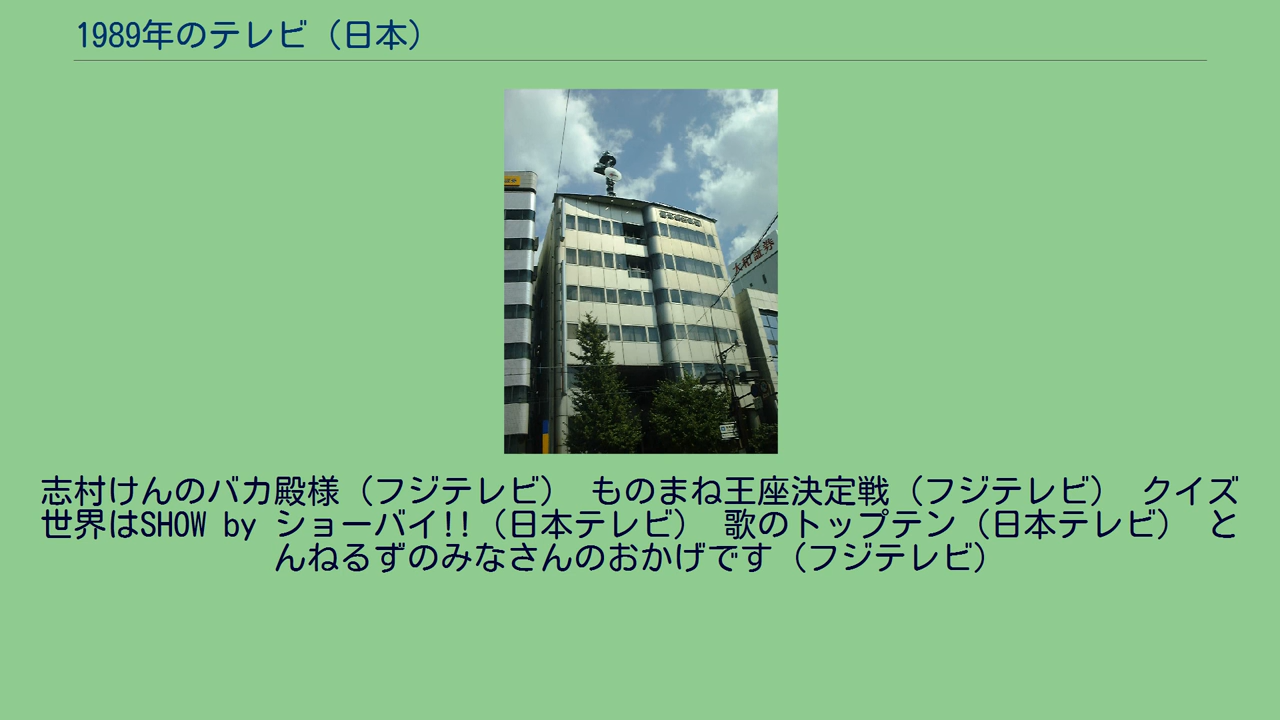 1989年のテレビ（日本）
大和証券
志村けんのバカ殿様（フジテレビ） ものまね王座決定戦（フジテレビ） クイズ
世界はSHOW by ショーバイ!!（日本テレビ） 歌のトップテン（日本テレビ） と
んねるずのみなさんのおかげです（フジテレビ）